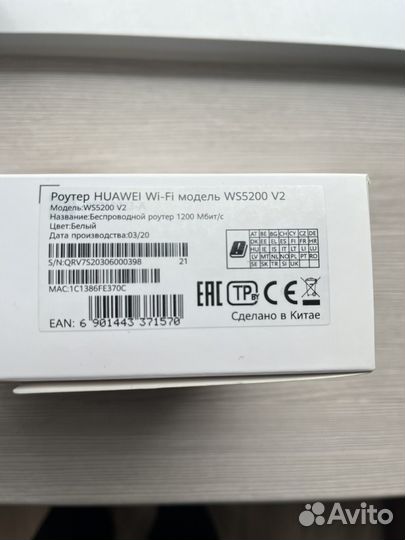 Роутер HUAWEI Wi-Fi модель WS5200 V2
Модель:WS5200 V2
Название:Беспроводной роутер 1200 Мбит/с
Цвет:Белый
Дата производства:03/20
S/N:QRV7S20306000398 21
MAC:1C1386FE370C
EAN: 6 901443 371570
AT BE BG CH CY CZ DE
DK EE EL ES FI FR HR
HU IE IS IT LI LT LU
LV MT NL NO PL PT RO
SE SK TR SI UK
EAC TP BY CE
Сделано в Китае
Avito